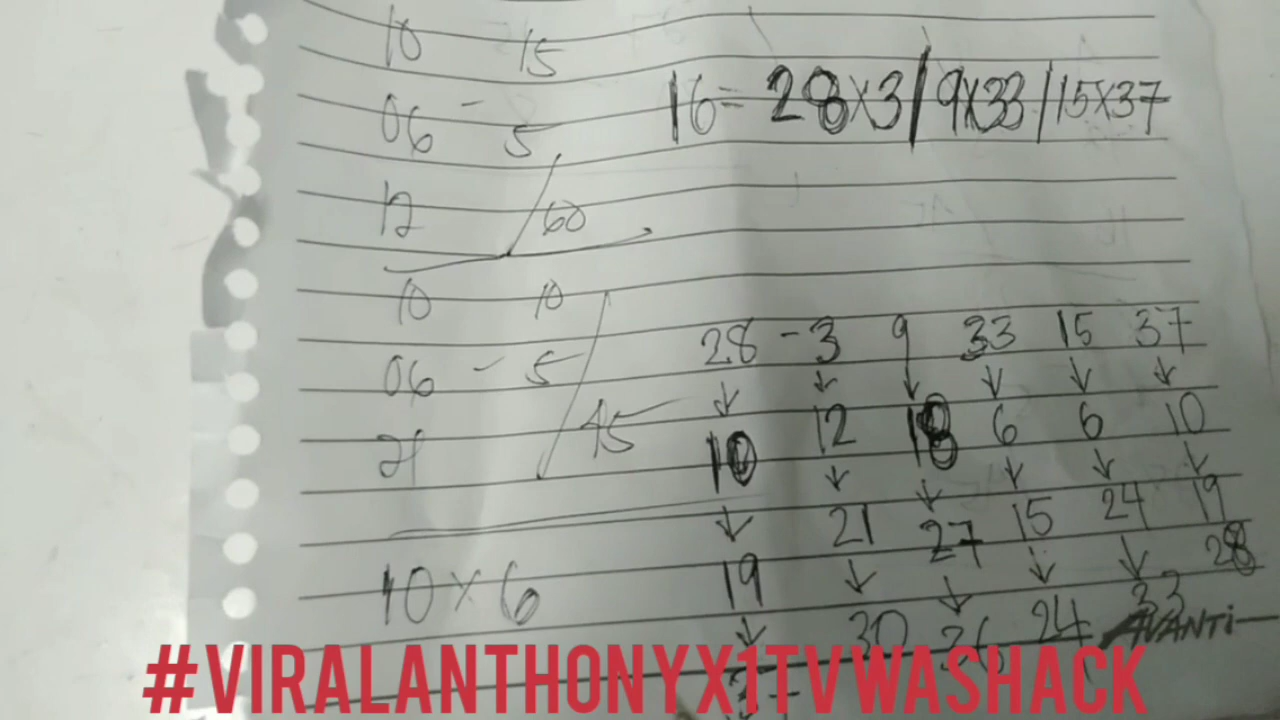 10 15
06 - 5
12 / 60
10 10
06 - 5
21 / 45
10 x 6
16 = 28x3 / 9x33 / 15x37
28 - 3 9 33 15 37
↓ ↓ ↓ ↓ ↓ ↓
10 12 18 6 6 10
↓ ↓ ↓ ↓ ↓ ↓
19 21 27 15 24 19
↓ ↓ ↓ ↓ ↓ 28
30 36 24 33
AVANTi
#VIRALANTHONYX1TVWASHACK